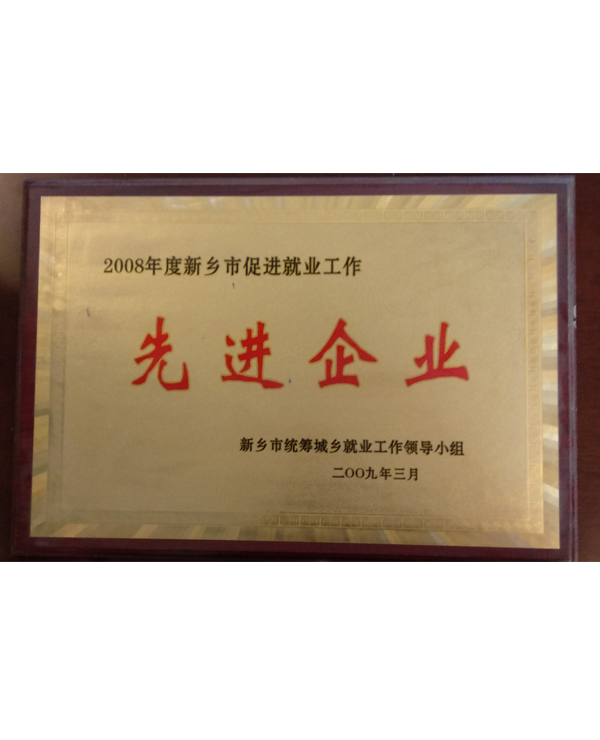 2008年度新乡市促进就业工作
先进企业
新乡市统筹城乡就业工作领导小组
二〇〇九年三月